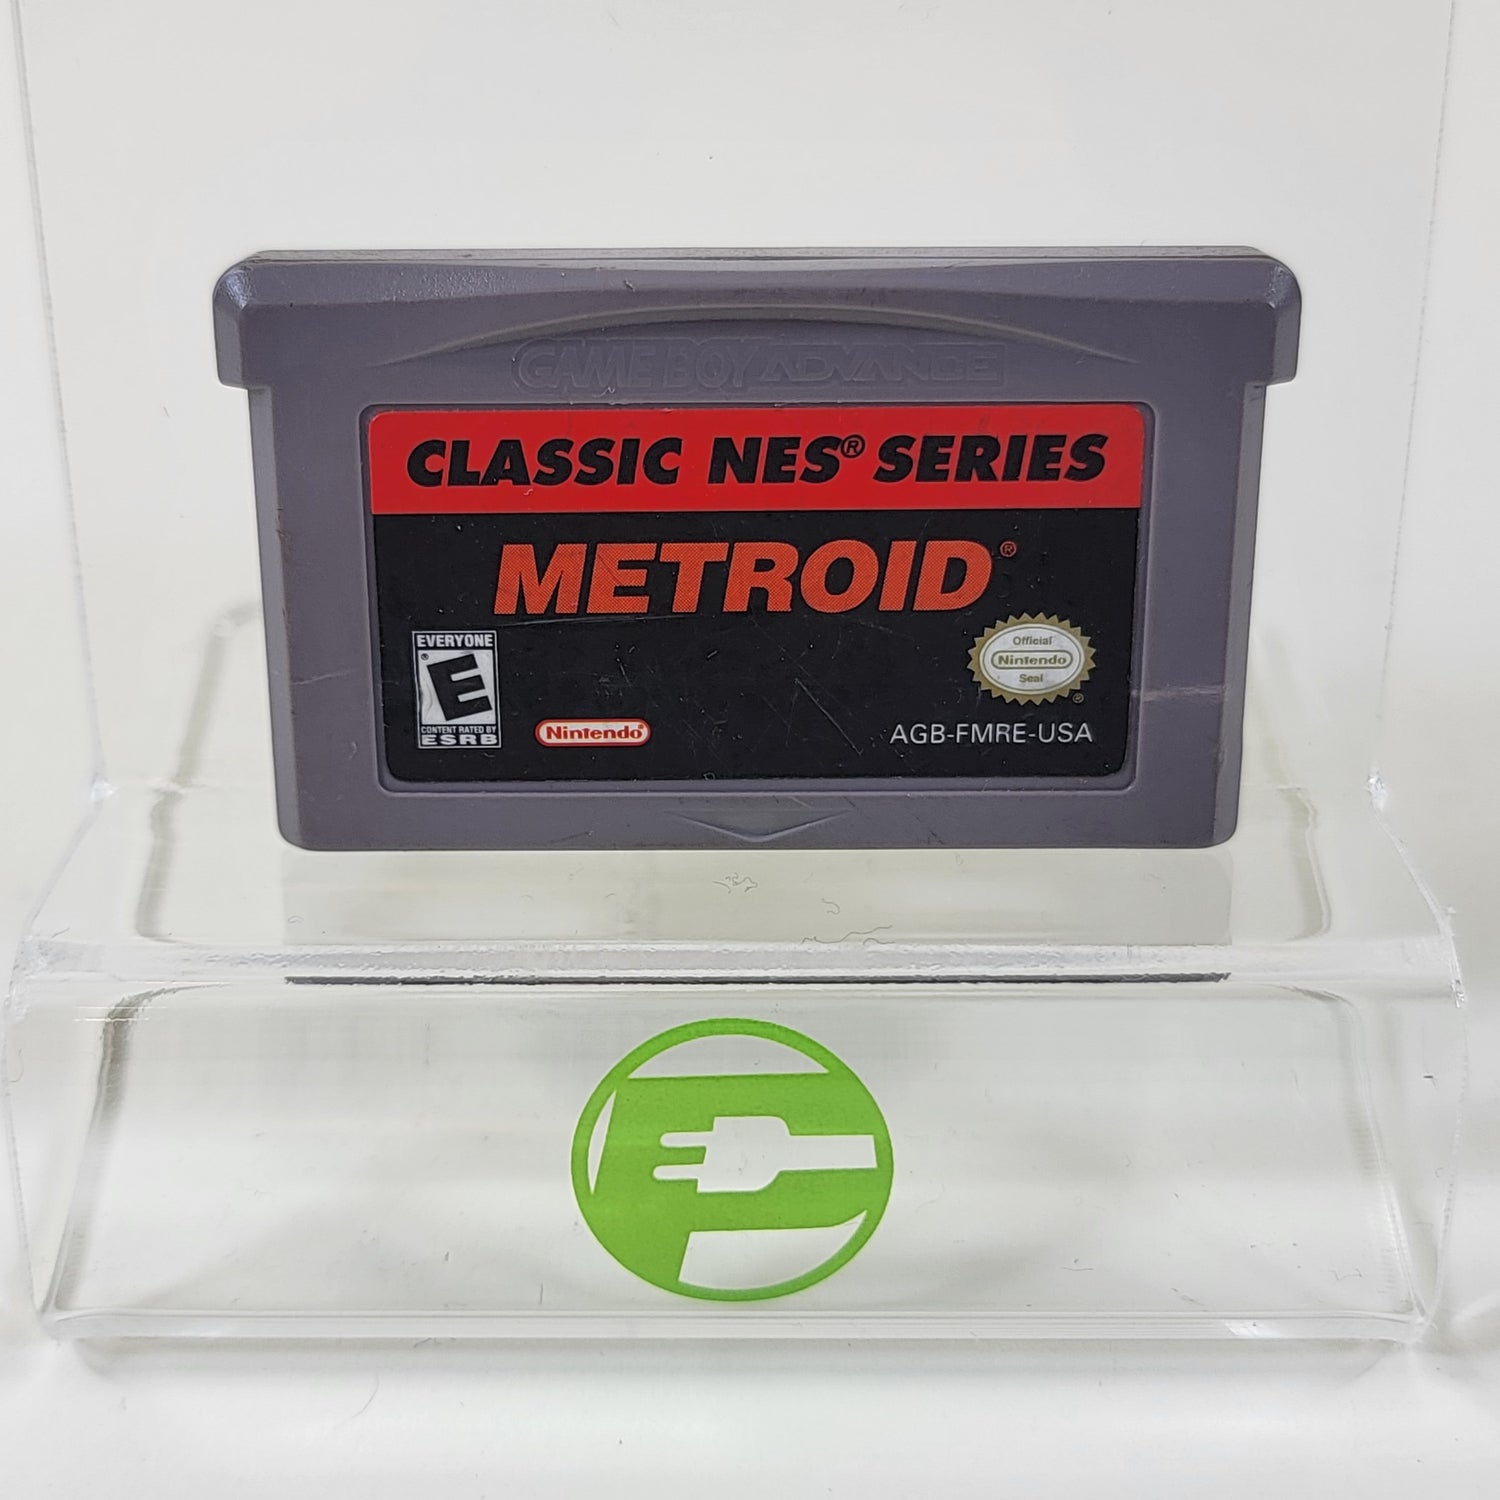 GAME BOY ADVANCE
CLASSIC NES® SERIES
METROID®
EVERYONE
E
CONTENT RATED BY
ESRB
Nintendo®
Official
Nintendo
Seal
®
AGB-FMRE-USA